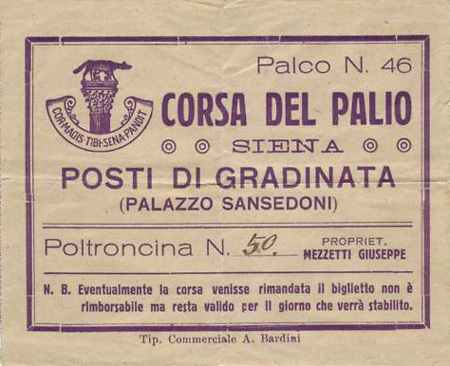 Palco N. 46
COR·MAGIS·TIBI·SENA·PANDIT
CORSA DEL PALIO
SIENA
POSTI DI GRADINATA
(PALAZZO SANSEDONI)
Poltroncina N. 50. PROPRIET.
MEZZETTI GIUSEPPE
N. B. Eventualmente la corsa venisse rimandata il biglietto non è
rimborsabile ma resta valido per il giorno che verrà stabilito.
Tip. Commerciale A. Bardini